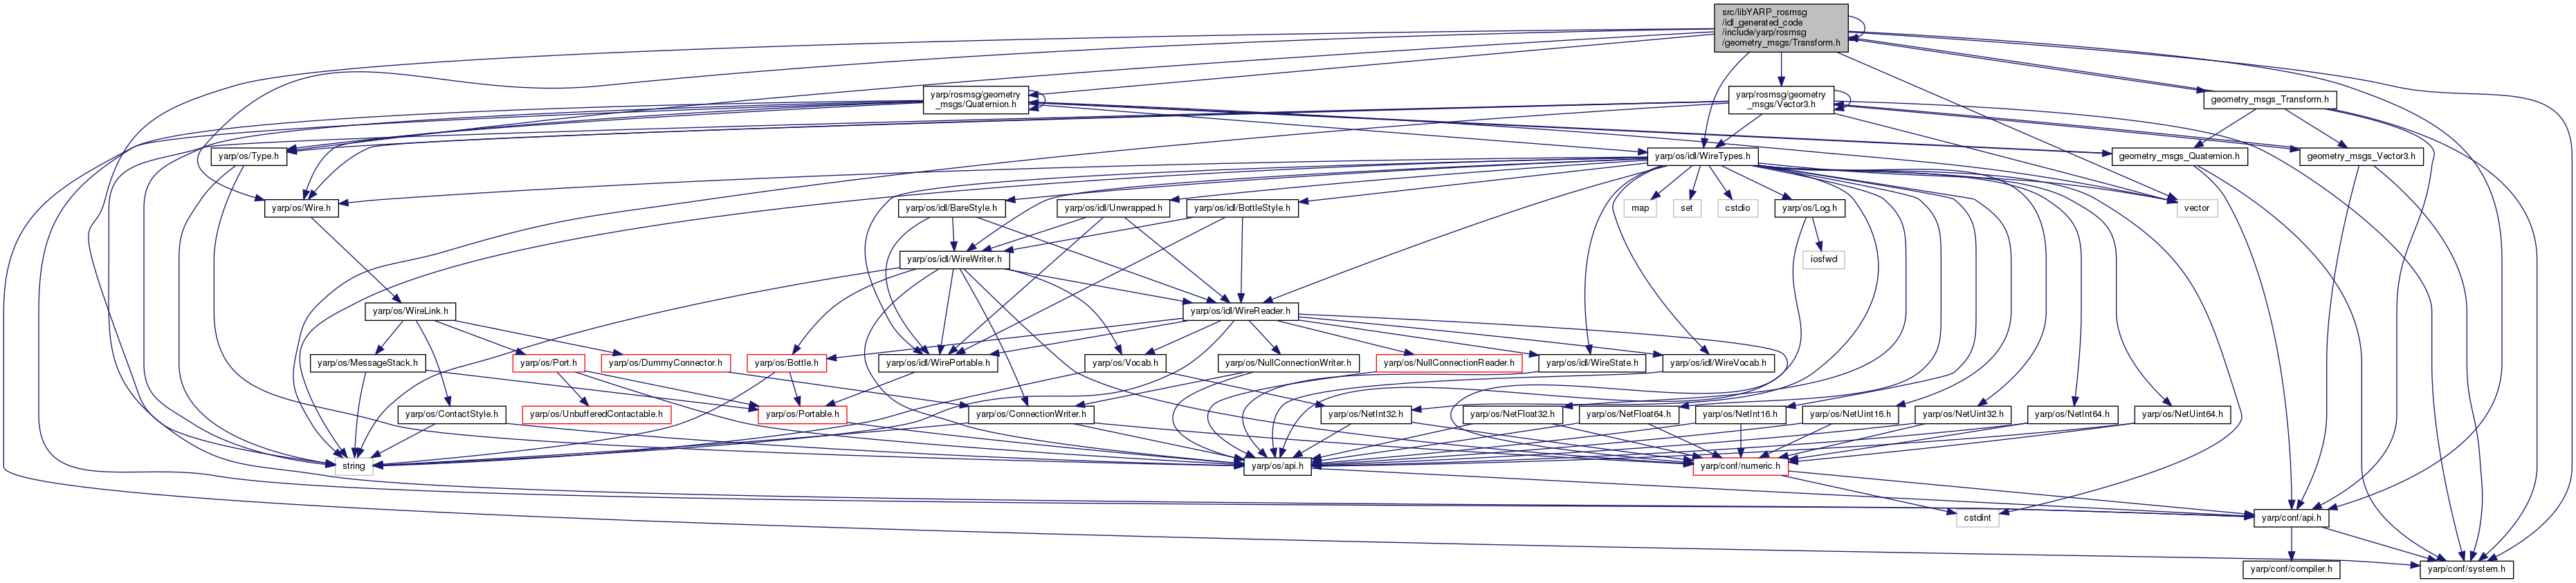 src/libYARP_rosmsg
/idl_generated_code
/include/yarp/rosmsg
/geometry_msgs/Transform.h
yarp/rosmsg/geometry
_msgs/Quaternion.h
yarp/rosmsg/geometry
_msgs/Vector3.h
geometry_msgs_Transform.h
yarp/os/Type.h
yarp/os/idl/WireTypes.h
geometry_msgs_Quaternion.h
geometry_msgs_Vector3.h
yarp/os/Wire.h
yarp/os/idl/BareStyle.h
yarp/os/idl/Unwrapped.h
yarp/os/idl/BottleStyle.h
map
set
cstdio
yarp/os/Log.h
vector
yarp/os/idl/WireWriter.h
iosfwd
yarp/os/WireLink.h
yarp/os/idl/WireReader.h
yarp/os/MessageStack.h
yarp/os/Port.h
yarp/os/DummyConnector.h
yarp/os/Bottle.h
yarp/os/idl/WirePortable.h
yarp/os/Vocab.h
yarp/os/NullConnectionWriter.h
yarp/os/NullConnectionReader.h
yarp/os/idl/WireState.h
yarp/os/idl/WireVocab.h
yarp/os/ContactStyle.h
yarp/os/UnbufferedContactable.h
yarp/os/Portable.h
yarp/os/ConnectionWriter.h
yarp/os/NetInt32.h
yarp/os/NetFloat32.h
yarp/os/NetFloat64.h
yarp/os/NetInt16.h
yarp/os/NetUint16.h
yarp/os/NetUint32.h
yarp/os/NetInt64.h
yarp/os/NetUint64.h
string
yarp/os/api.h
yarp/conf/numeric.h
cstdint
yarp/conf/api.h
yarp/conf/compiler.h
yarp/conf/system.h